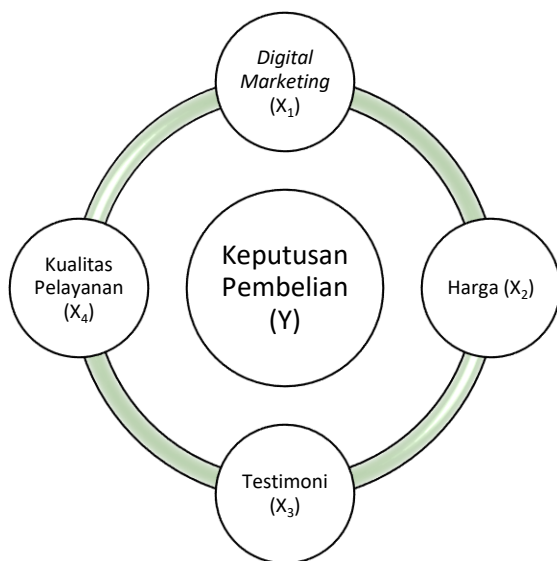 Digital
Marketing
(X₁)
Kualitas
Pelayanan
(X₄)
Keputusan
Pembelian
(Y)
Harga (X₂)
Testimoni
(X₃)